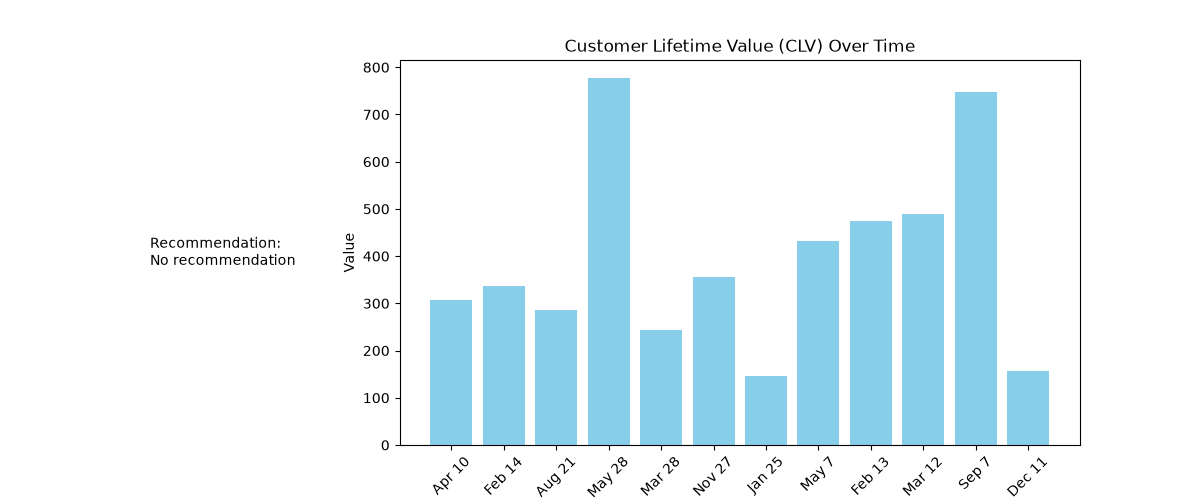 Customer Lifetime Value (CLV) Over Time
Recommendation:
No recommendation
Value
800
700
600
500
400
300
200
100
0
Apr 10
Feb 14
Aug 21
May 28
Mar 28
Nov 27
Jan 25
May 7
Feb 13
Mar 12
Sep 7
Dec 11